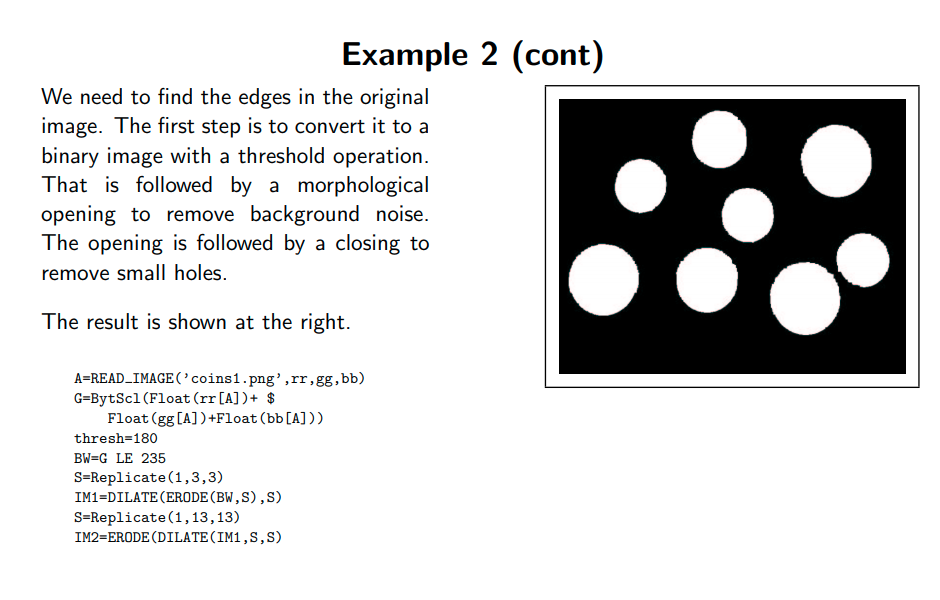 Example 2 (cont)
We need to find the edges in the original
image. The first step is to convert it to a
binary image with a threshold operation.
That is followed by a morphological
opening to remove background noise.
The opening is followed by a closing to
remove small holes.
The result is shown at the right.
A=READ_IMAGE('coins1.png',rr,gg,bb)
G=BytScl(Float(rr[A])+ $
Float(gg[A])+Float(bb[A]))
thresh=180
BW=G LE 235
S=Replicate(1,3,3)
IM1=DILATE(ERODE(BW,S),S)
S=Replicate(1,13,13)
IM2=ERODE(DILATE(IM1,S,S)